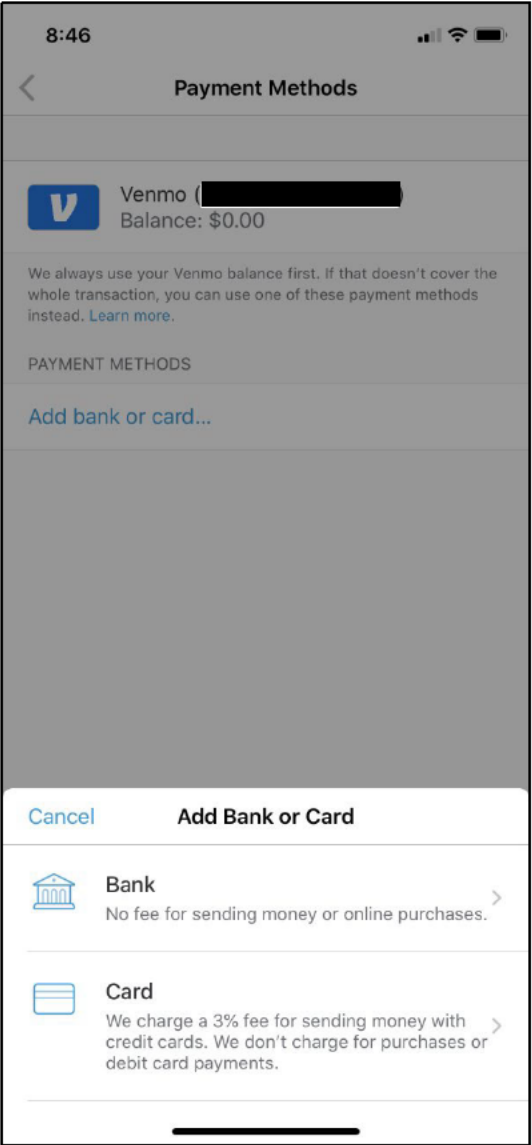 8:46
Payment Methods
Venmo (                    )
Balance: $0.00
We always use your Venmo balance first. If that doesn't cover the
whole transaction, you can use one of these payment methods
instead. Learn more.
PAYMENT METHODS
Add bank or card...
Cancel
Add Bank or Card
Bank
No fee for sending money or online purchases.
Card
We charge a 3% fee for sending money with
credit cards. We don't charge for purchases or
debit card payments.